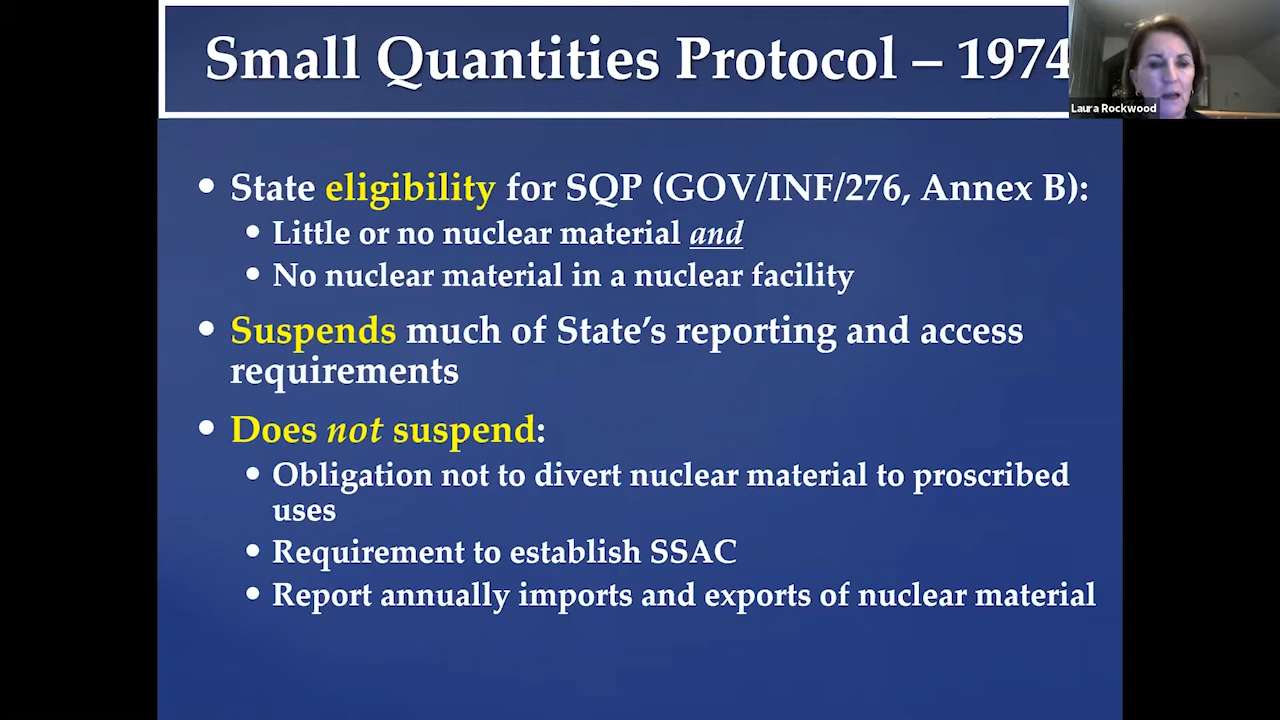 Small Quantities Protocol – 1974
Laura Rockwood
• State eligibility for SQP (GOV/INF/276, Annex B):
• Little or no nuclear material and
• No nuclear material in a nuclear facility
• Suspends much of State’s reporting and access
requirements
• Does not suspend:
• Obligation not to divert nuclear material to proscribed
uses
• Requirement to establish SSAC
• Report annually imports and exports of nuclear material